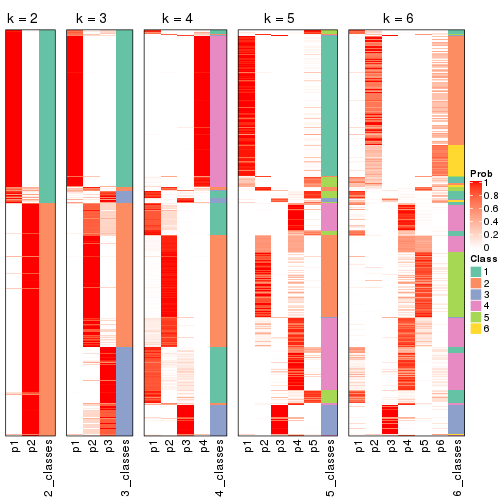 k = 2
k = 3
k = 4
k = 5
k = 6
p1
p2
2_classes
p1
p2
p3
3_classes
p1
p2
p3
p4
4_classes
p1
p2
p3
p4
p5
5_classes
p1
p2
p3
p4
p5
p6
6_classes
Prob
1
0.8
0.6
0.4
0.2
0
Class
1
2
3
4
5
6